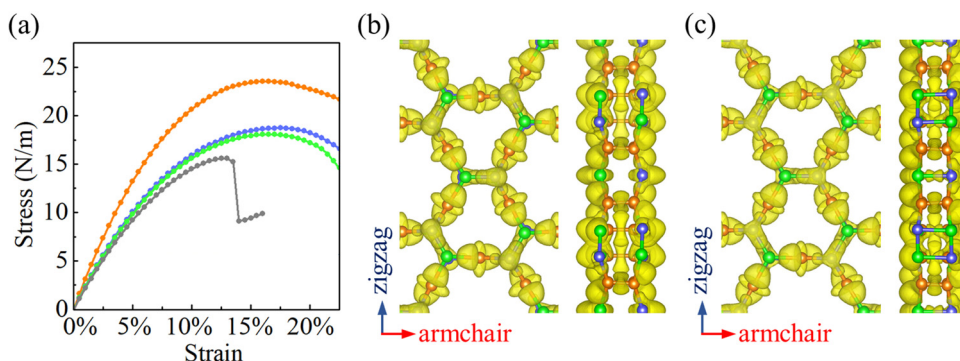 (a)
Stress (N/m)
25
20
15
10
5
0
0% 5% 10% 15% 20%
Strain
(b)
zigzag
armchair
(c)
zigzag
armchair